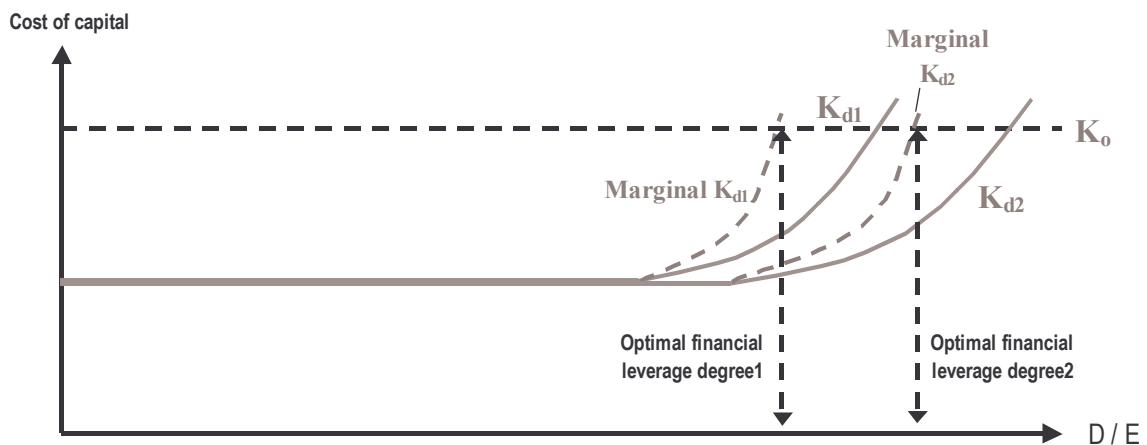 Cost of capital
Marginal
Kd2
Kd1
Ko
Marginal Kd1
Kd2
Optimal financial
leverage degree1
Optimal financial
leverage degree2
D / E